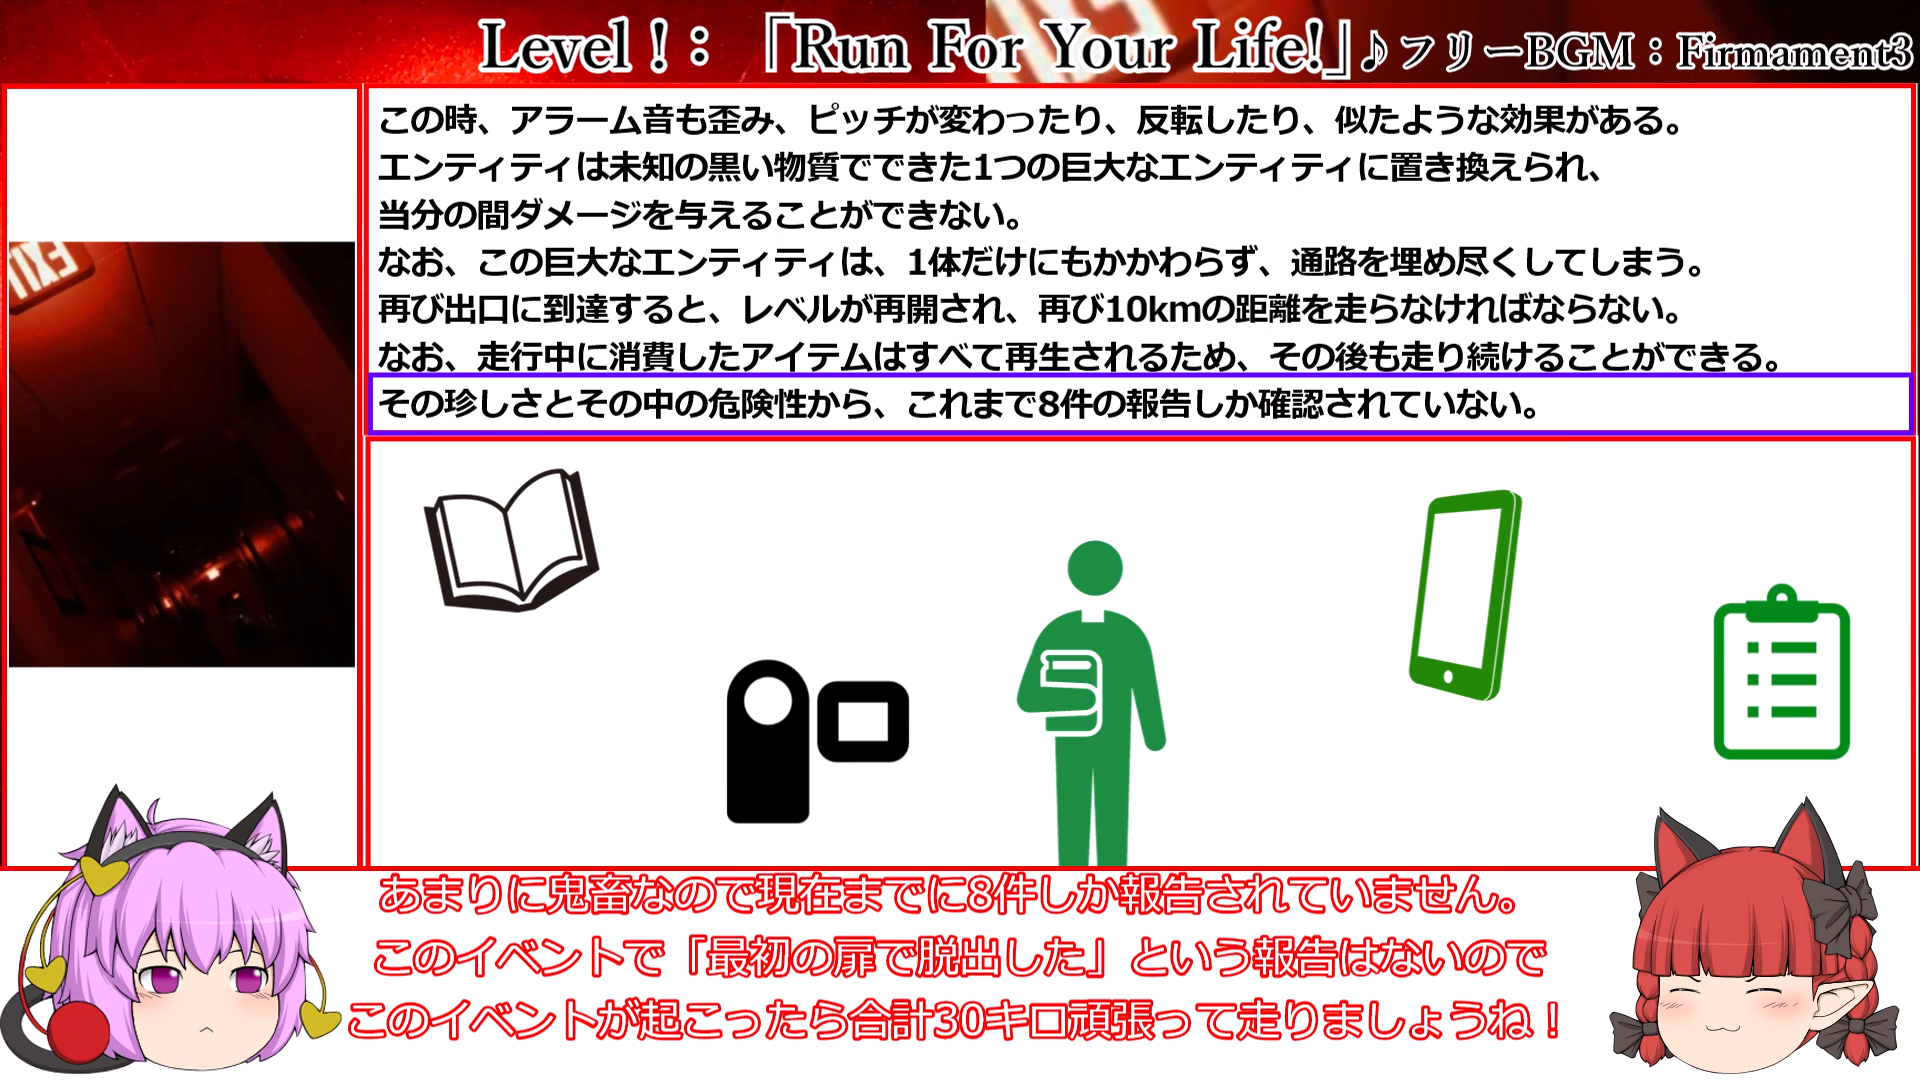 Level！：「Run For Your Life!」♪フリーBGM：Firmament3
この時、アラーム音も歪み、ピッチが変わったり、反転したり、似たような効果がある。
エンティティは未知の黒い物質でできた1つの巨大なエンティティに置き換えられ、
当分の間ダメージを与えることができない。
なお、この巨大なエンティティは、1体だけにもかかわらず、通路を埋め尽くしてしまう。
再び出口に到達すると、レベルが再開され、再び10kmの距離を走らなければならない。
なお、走行中に消費したアイテムはすべて再生されるため、その後も走り続けることができる。
その珍しさとその中の危険性から、これまで8件の報告しか確認されていない。
EXIT
あまりに鬼畜なので現在までに8件しか報告されていません。
このイベントで「最初の扉で脱出した」という報告はないので
このイベントが起こったら合計30キロ頑張って走りましょうね！